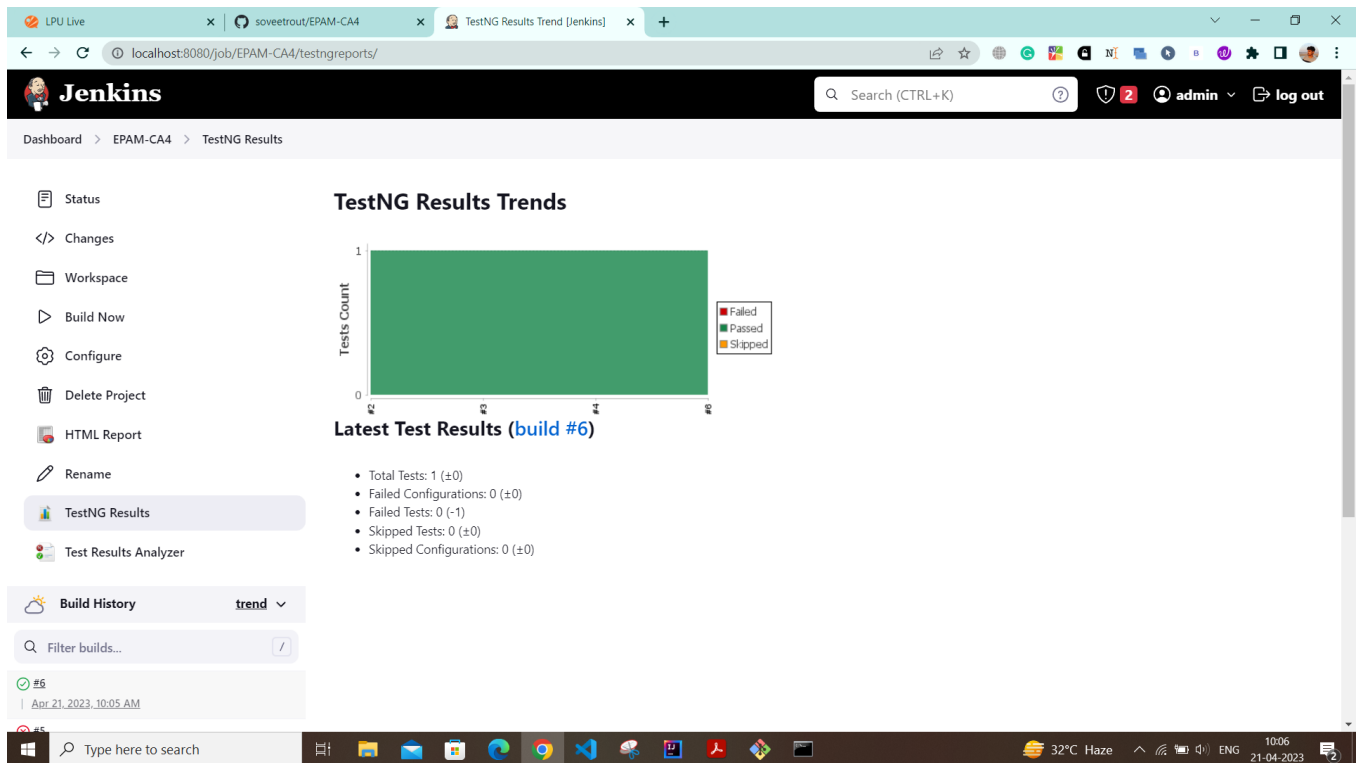 LPU Live
soveetrout/EPAM-CA4
TestNG Results Trend [Jenkins]
localhost:8080/job/EPAM-CA4/testngreports/
Jenkins
Search (CTRL+K)
2
admin
log out
Dashboard > EPAM-CA4 > TestNG Results
Status
Changes
Workspace
Build Now
Configure
Delete Project
HTML Report
Rename
TestNG Results
Test Results Analyzer
Build History
trend
Filter builds...
/
#6
Apr 21, 2023, 10:05 AM
#5
TestNG Results Trends
1
Tests Count
0
#2
#3
#4
#6
Failed
Passed
Skipped
Latest Test Results (build #6)
• Total Tests: 1 (±0)
• Failed Configurations: 0 (±0)
• Failed Tests: 0 (-1)
• Skipped Tests: 0 (±0)
• Skipped Configurations: 0 (±0)
Type here to search
32°C Haze
ENG
10:06
21-04-2023
2